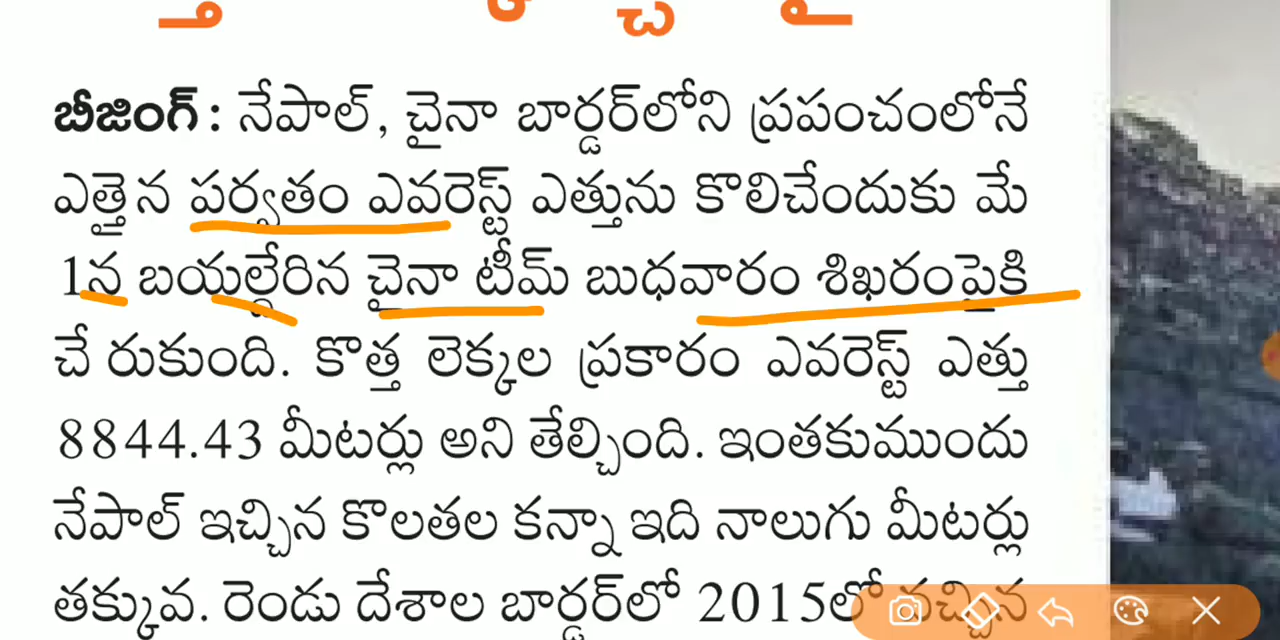 బీజింగ్ : నేపాల్, చైనా బార్డర్‌లోని ప్రపంచంలోనే
ఎత్తైన పర్వతం ఎవరెస్ట్ ఎత్తును కొలిచేందుకు మే
1న బయల్దేరిన చైనా టీమ్ బుధవారం శిఖరంపైకి
చే రుకుంది. కొత్త లెక్కల ప్రకారం ఎవరెస్ట్ ఎత్తు
8844.43 మీటర్లు అని తేల్చింది. ఇంతకుముందు
నేపాల్ ఇచ్చిన కొలతల కన్నా ఇది నాలుగు మీటర్లు
తక్కువ. రెండు దేశాల బార్డర్‌లో 2015లో వచ్చిన